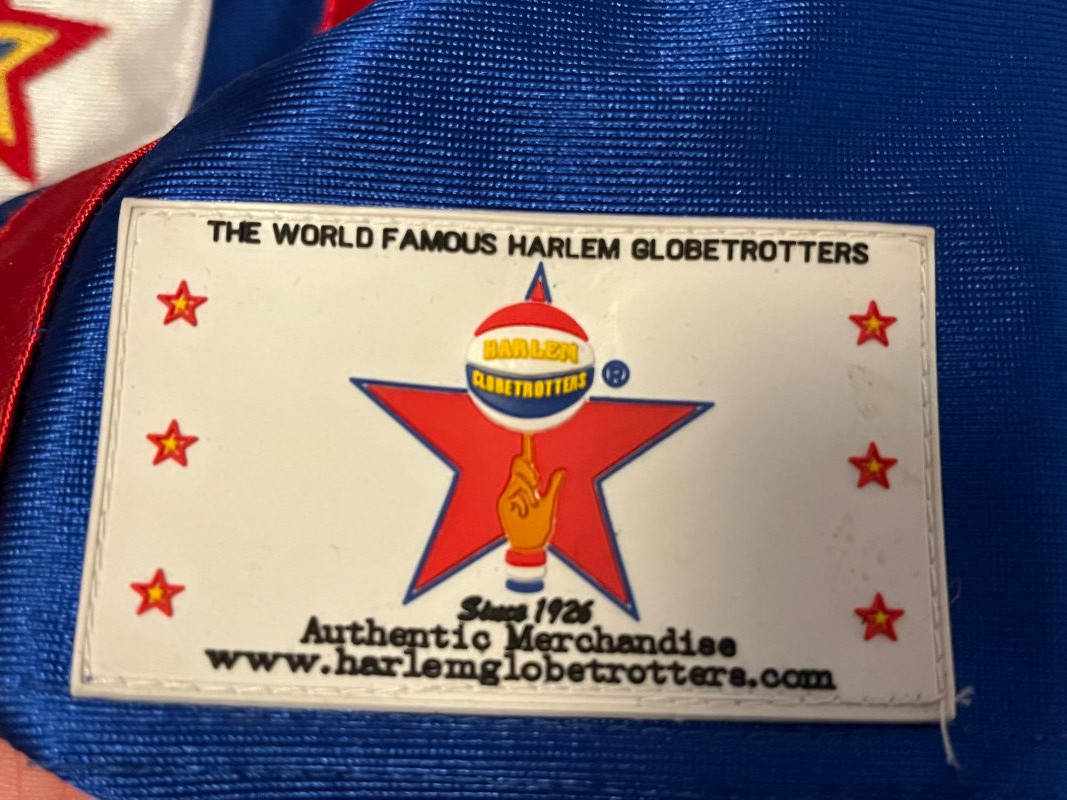 THE WORLD FAMOUS HARLEM GLOBETROTTERS
HARLEM
GLOBETROTTERS
®
Since 1926
Authentic Merchandise
www.harlemglobetrotters.com